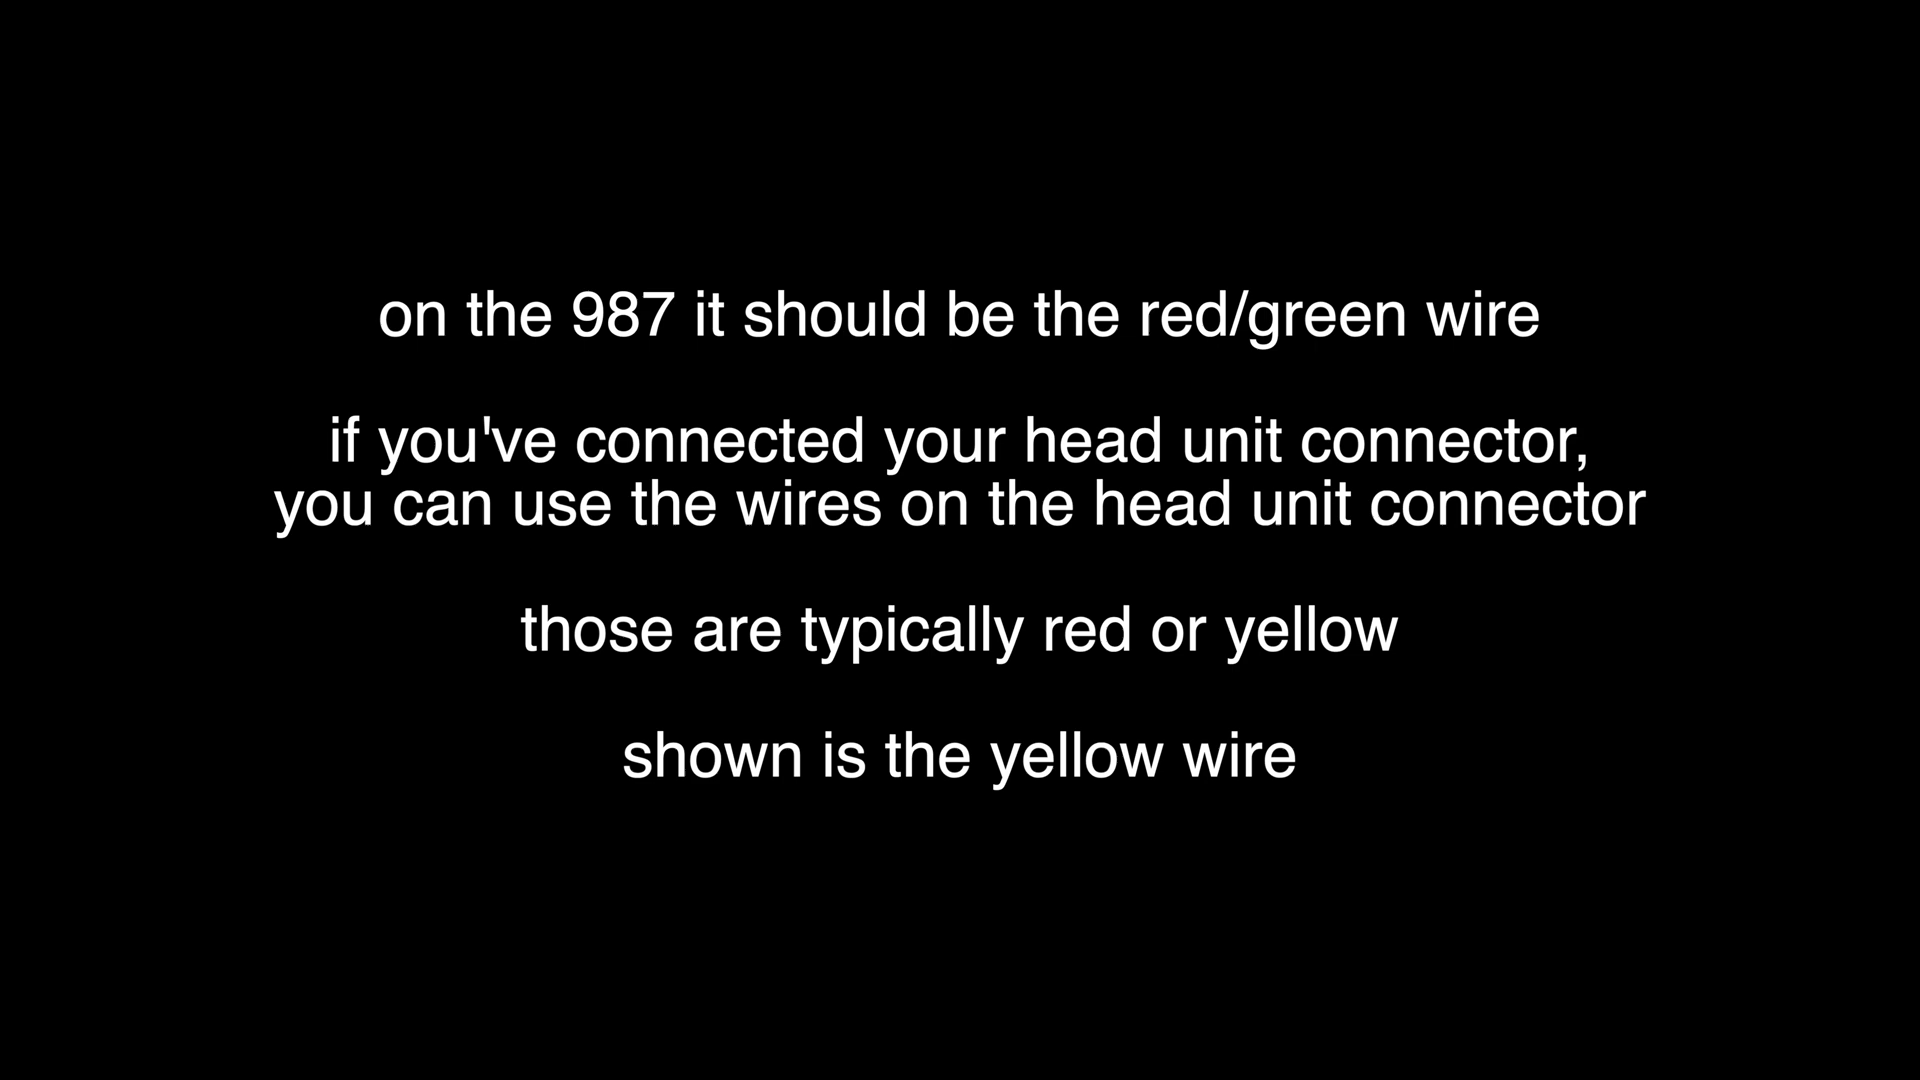 on the 987 it should be the red/green wire
if you've connected your head unit connector,
you can use the wires on the head unit connector
those are typically red or yellow
shown is the yellow wire